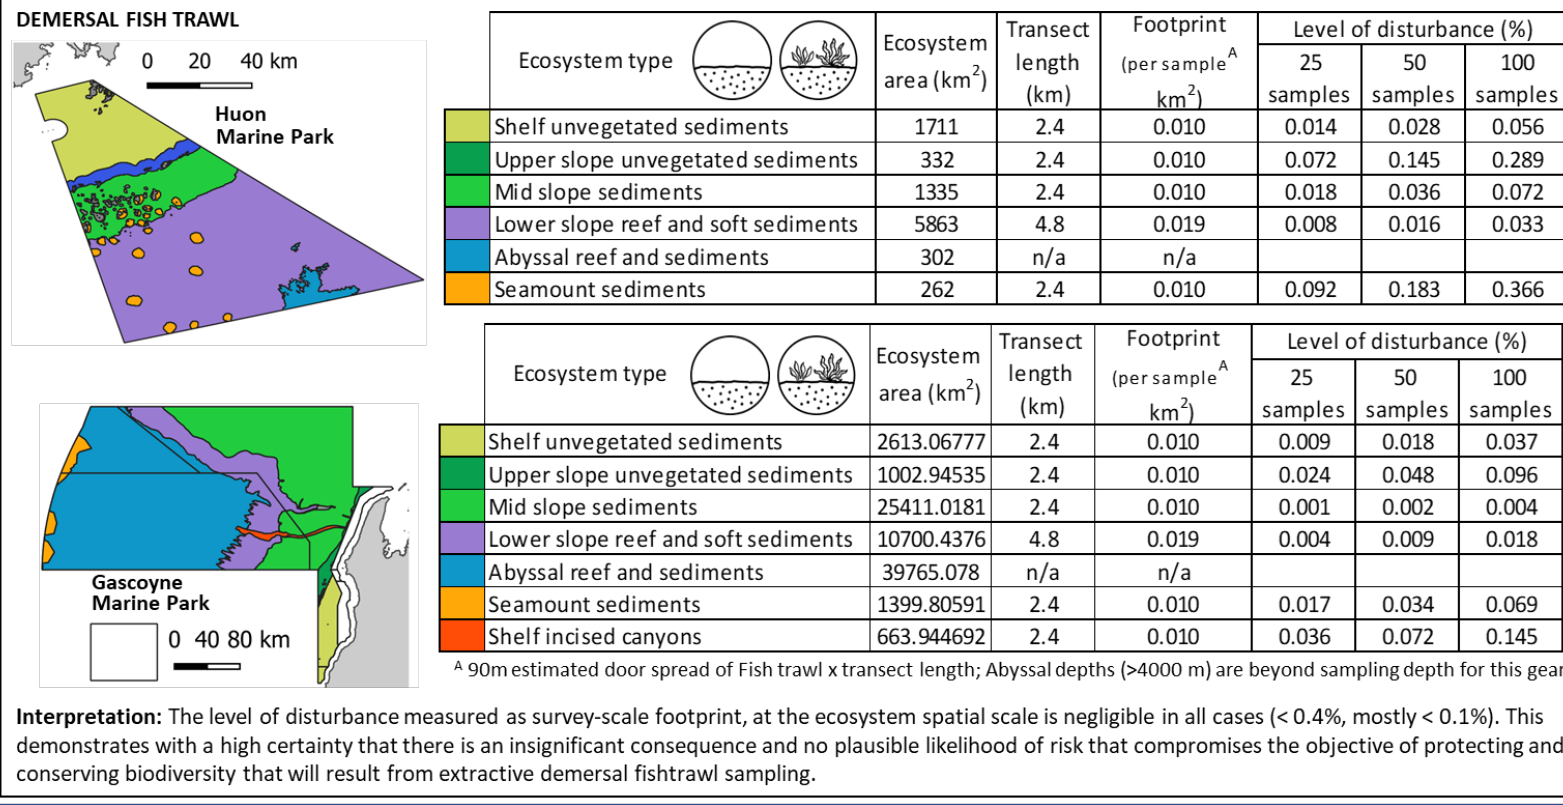 DEMERSAL FISH TRAWL
0 20 40 km
Huon
Marine Park
Ecosystem type
Ecosystem
area (km²)
Transect
length
(km)
Footprint
(per sample^A
km²)
Level of disturbance (%)
25
samples
50
samples
100
samples
Shelf unvegetated sediments 1711 2.4 0.010 0.014 0.028 0.056
Upper slope unvegetated sediments 332 2.4 0.010 0.072 0.145 0.289
Mid slope sediments 1335 2.4 0.010 0.018 0.036 0.072
Lower slope reef and soft sediments 5863 4.8 0.019 0.008 0.016 0.033
Abyssal reef and sediments 302 n/a n/a
Seamount sediments 262 2.4 0.010 0.092 0.183 0.366
Gascoyne
Marine Park
0 40 80 km
Ecosystem type
Ecosystem
area (km²)
Transect
length
(km)
Footprint
(per sample^A
km²)
Level of disturbance (%)
25
samples
50
samples
100
samples
Shelf unvegetated sediments 2613.06777 2.4 0.010 0.009 0.018 0.037
Upper slope unvegetated sediments 1002.94535 2.4 0.010 0.024 0.048 0.096
Mid slope sediments 25411.0181 2.4 0.010 0.001 0.002 0.004
Lower slope reef and soft sediments 10700.4376 4.8 0.019 0.004 0.009 0.018
Abyssal reef and sediments 39765.078 n/a n/a
Seamount sediments 1399.80591 2.4 0.010 0.017 0.034 0.069
Shelf incised canyons 663.944692 2.4 0.010 0.036 0.072 0.145
^A 90m estimated door spread of Fish trawl x transect length; Abyssal depths (>4000 m) are beyond sampling depth for this gear
Interpretation: The level of disturbance measured as survey-scale footprint, at the ecosystem spatial scale is negligible in all cases (< 0.4%, mostly < 0.1%). This
demonstrates with a high certainty that there is an insignificant consequence and no plausible likelihood of risk that compromises the objective of protecting and
conserving biodiversity that will result from extractive demersal fishtrawl sampling.